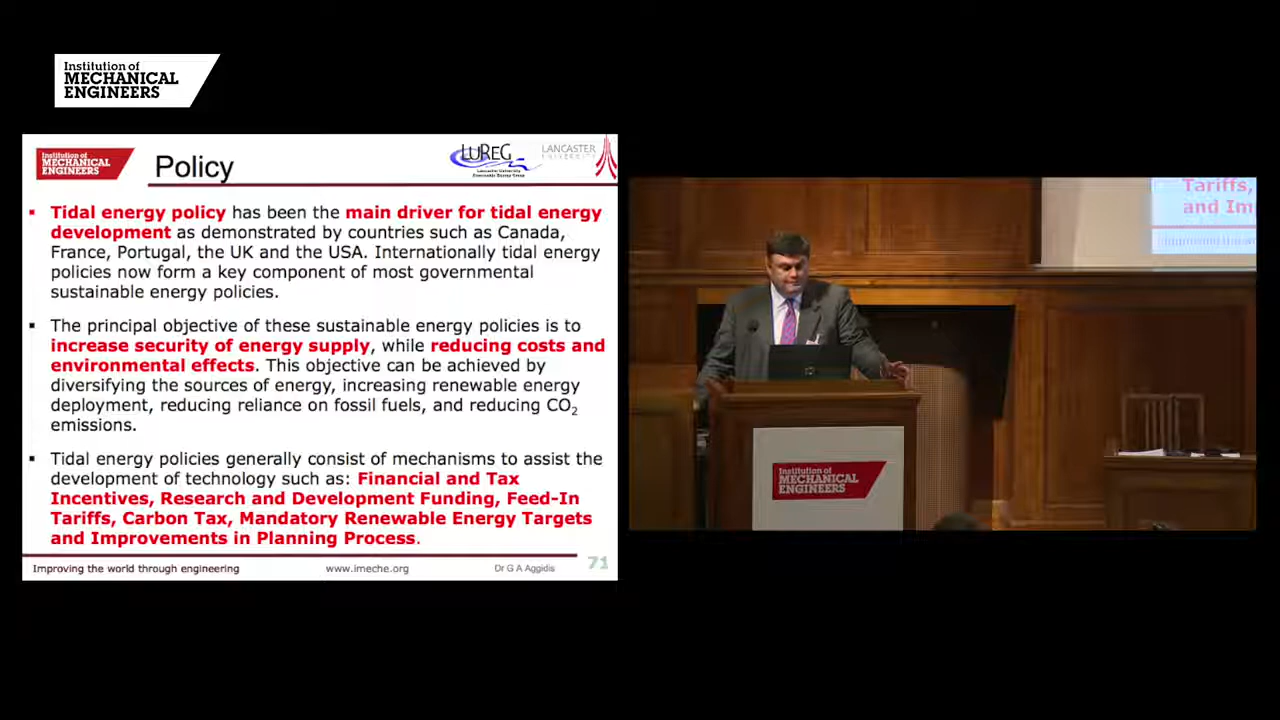 Institution of
MECHANICAL
ENGINEERS
Institution of
MECHANICAL
ENGINEERS
Policy
LUREG
Lancaster University
Renewable Energy Group
LANCASTER
UNIVERSITY
Tidal energy policy has been the main driver for tidal energy
development as demonstrated by countries such as Canada,
France, Portugal, the UK and the USA. Internationally tidal energy
policies now form a key component of most governmental
sustainable energy policies.
The principal objective of these sustainable energy policies is to
increase security of energy supply, while reducing costs and
environmental effects. This objective can be achieved by
diversifying the sources of energy, increasing renewable energy
deployment, reducing reliance on fossil fuels, and reducing CO₂
emissions.
Tidal energy policies generally consist of mechanisms to assist the
development of technology such as: Financial and Tax
Incentives, Research and Development Funding, Feed-In
Tariffs, Carbon Tax, Mandatory Renewable Energy Targets
and Improvements in Planning Process.
Improving the world through engineering
www.imeche.org
Dr G A Aggidis
71
Tariffs,
and Im
Institution of
MECHANICAL
ENGINEERS